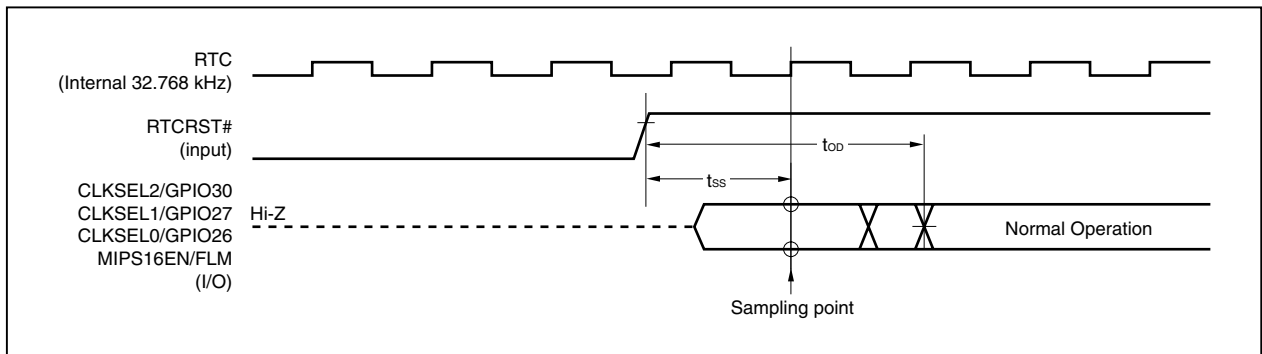 RTC
(Internal 32.768 kHz)
RTCRST#
(input)
tOD
tSS
CLKSEL2/GPIO30
CLKSEL1/GPIO27
CLKSEL0/GPIO26
MIPS16EN/FLM
(I/O)
Hi-Z
Normal Operation
Sampling point